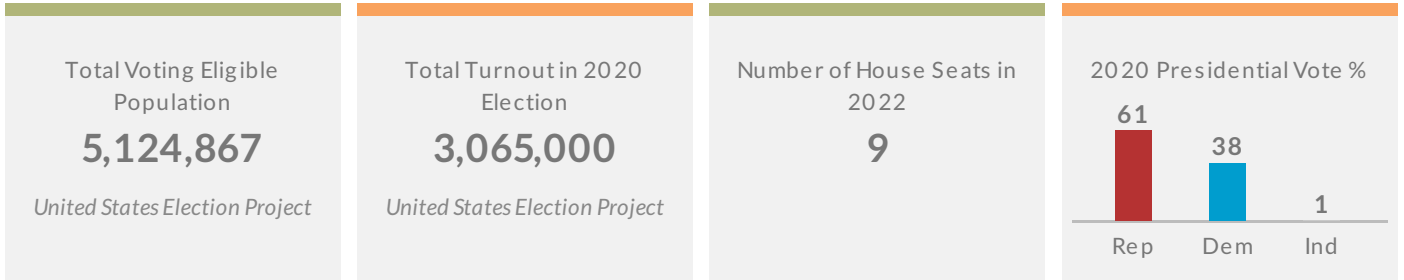 Total Voting Eligible
Population
5,124,867
United States Election Project
Total Turnout in 2020
Election
3,065,000
United States Election Project
Number of House Seats in
2022
9
2020 Presidential Vote %
61
38
1
Rep
Dem
Ind